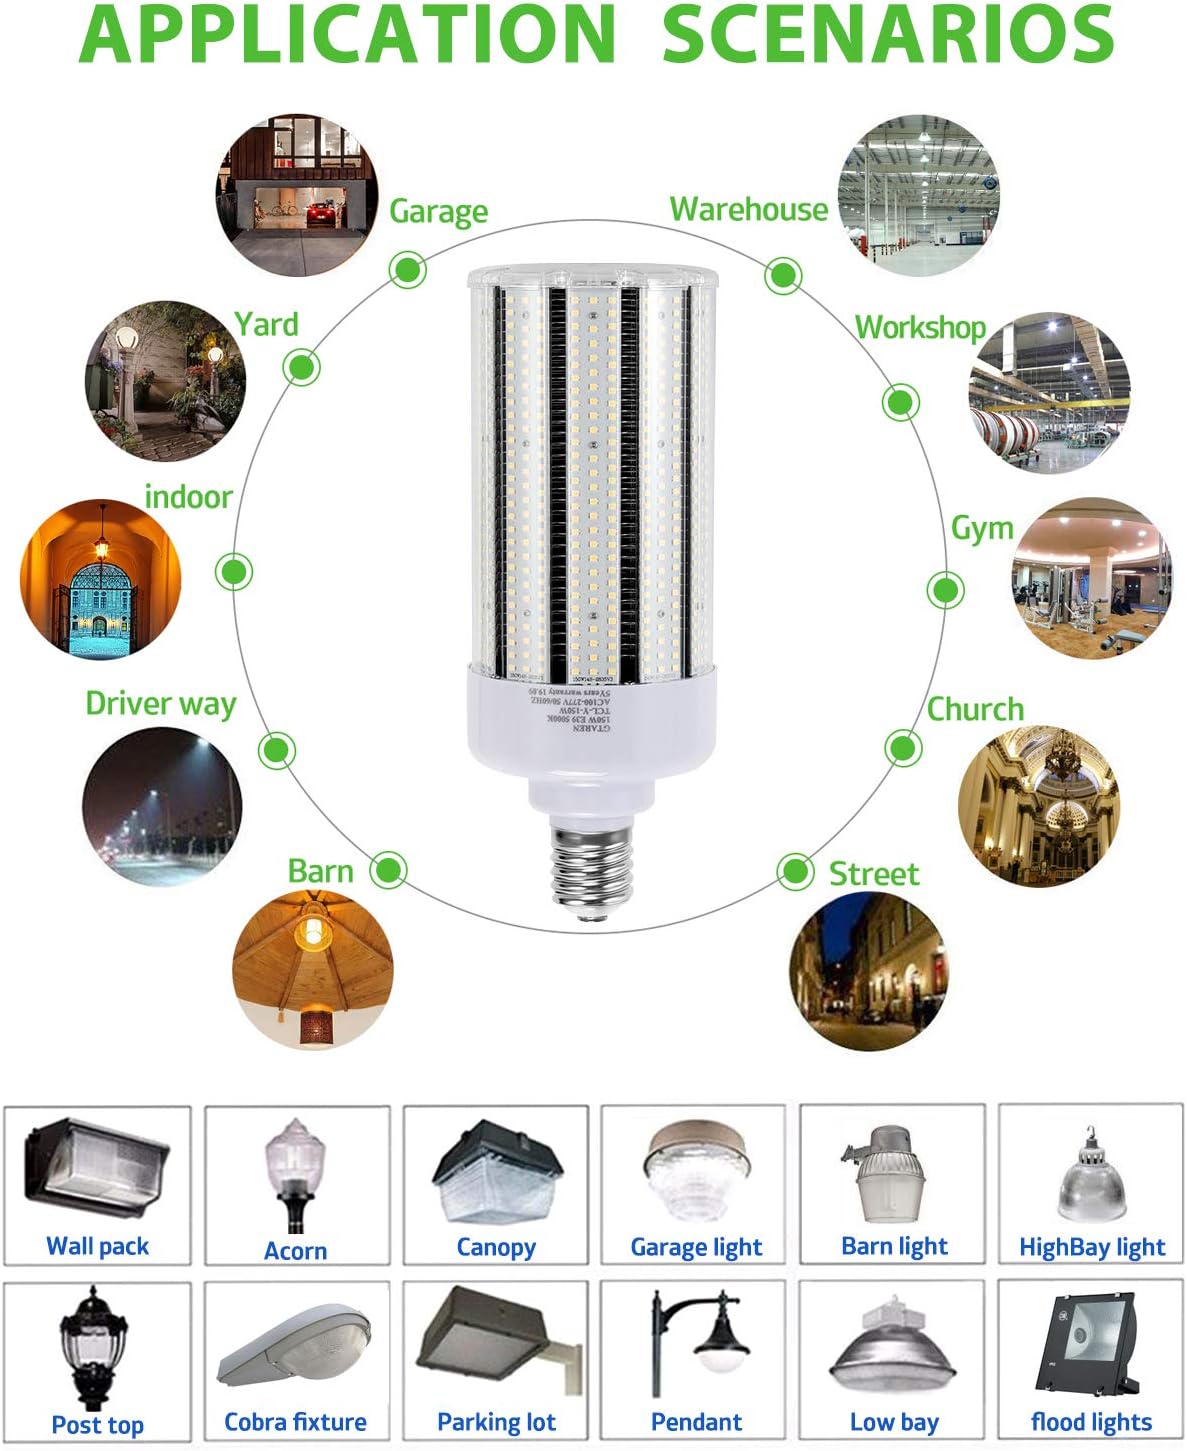 APPLICATION SCENARIOS
Garage
Warehouse
Yard
Workshop
indoor
Gym
Driver way
Church
Barn
Street
GTAREN
150W E39 5000K
TCL-Y-150W
AC100-277V 50/60HZ
5Years warranty 19.09
Wall pack
Acorn
Canopy
Garage light
Barn light
HighBay light
Post top
Cobra fixture
Parking lot
Pendant
Low bay
flood lights